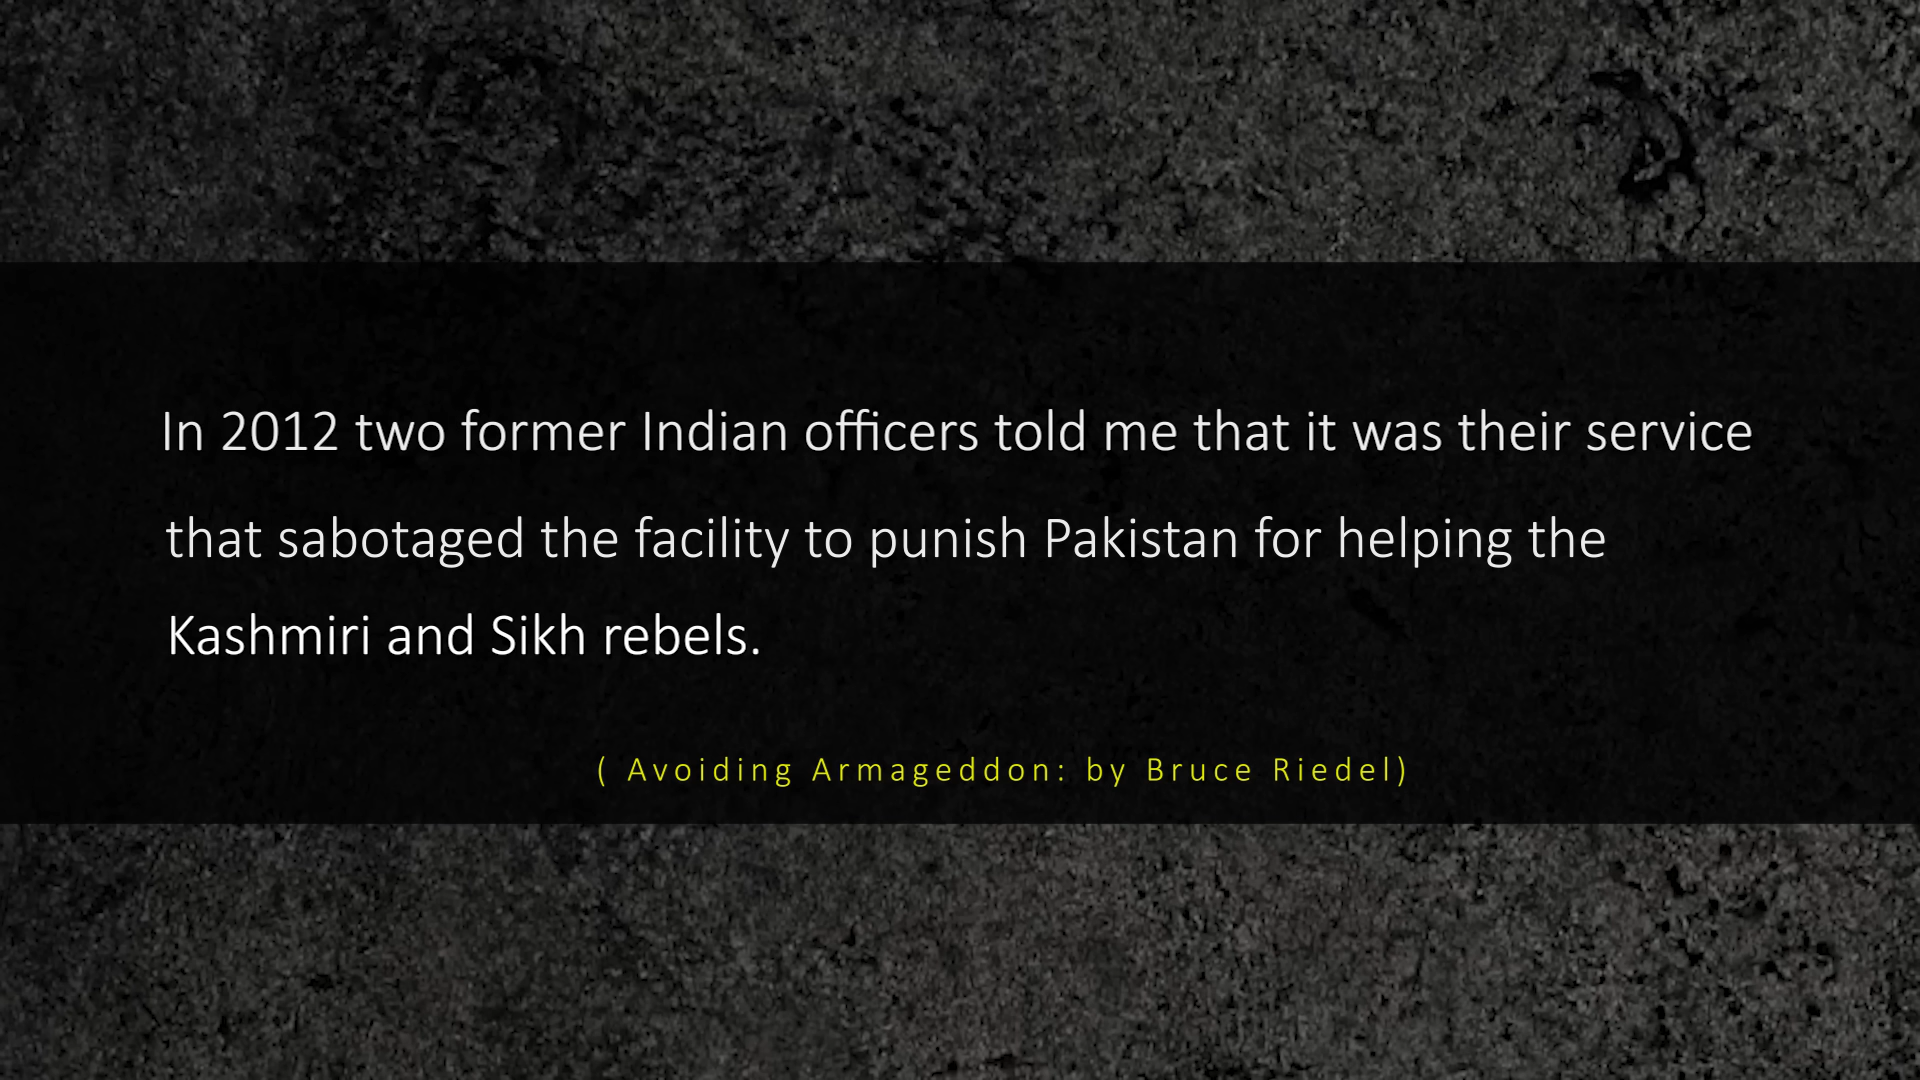 In 2012 two former Indian officers told me that it was their service
that sabotaged the facility to punish Pakistan for helping the
Kashmiri and Sikh rebels.
( Avoiding Armageddon: by Bruce Riedel)